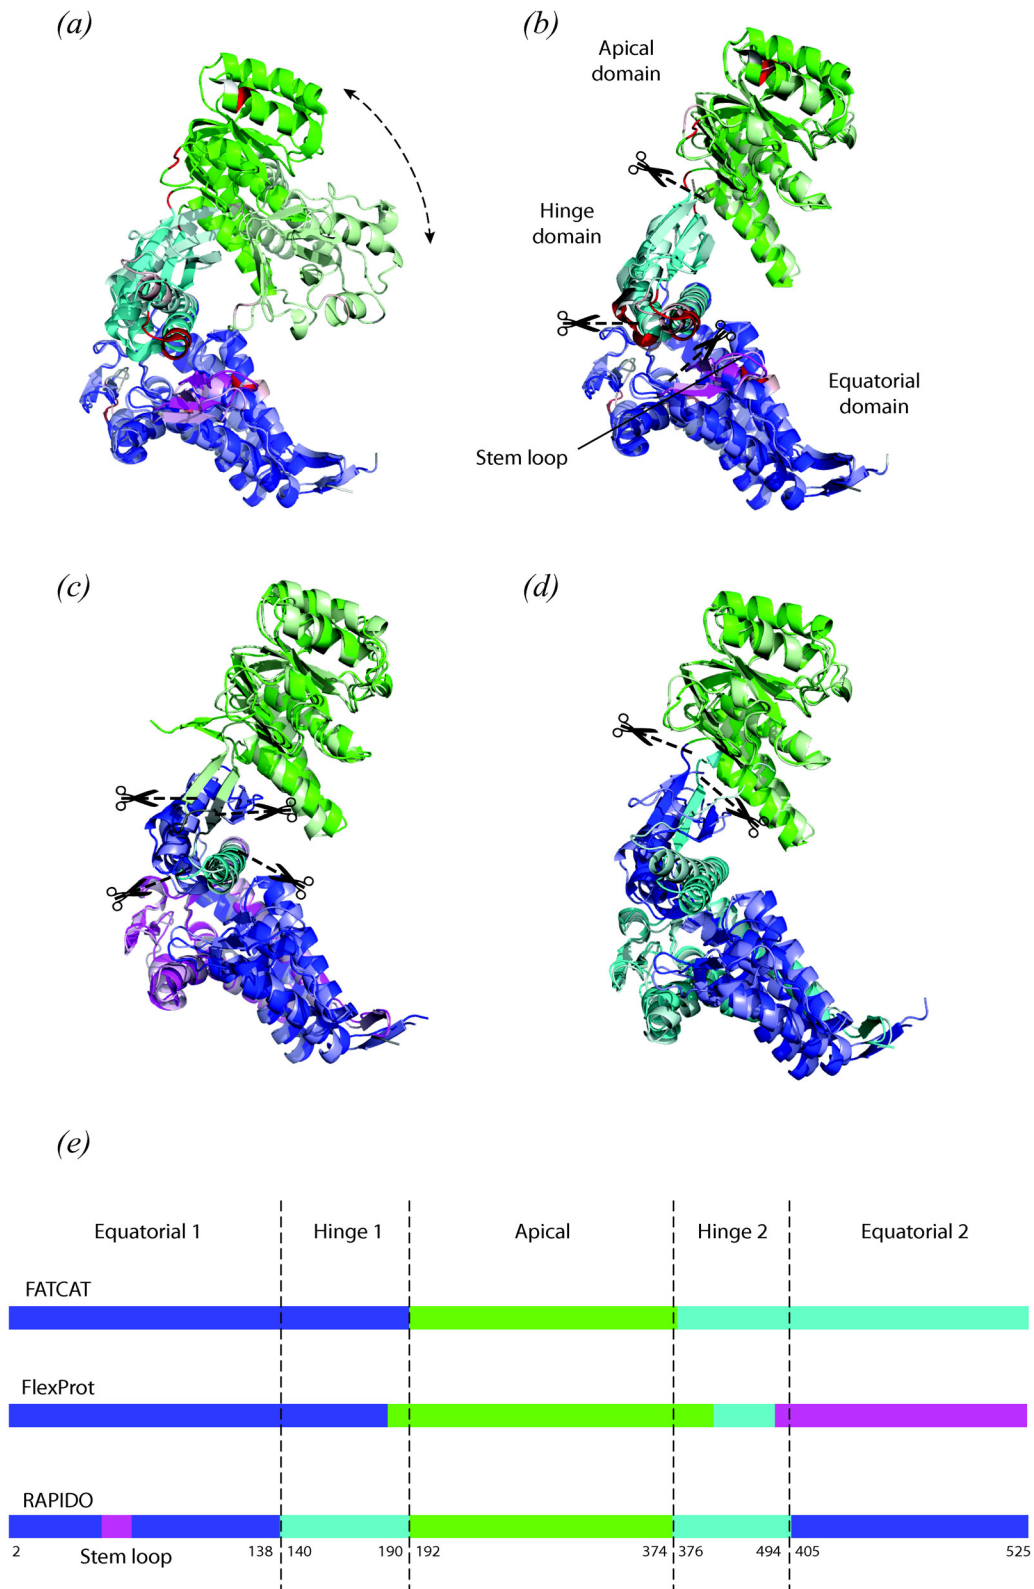 (a)
(b)
Apical
domain
Hinge
domain
Equatorial
domain
Stem loop
(c)
(d)
(e)
Equatorial 1 Hinge 1 Apical Hinge 2 Equatorial 2
FATCAT
FlexProt
RAPIDO
2 138 140 190 192 374 376 494 405 525
Stem loop